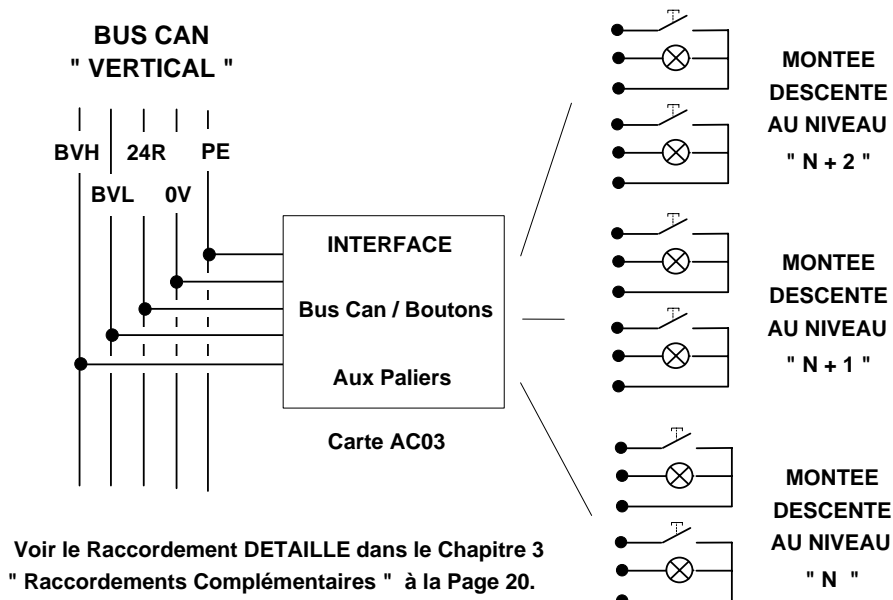 BUS CAN
" VERTICAL "
BVH 24R PE
BVL 0V
INTERFACE
Bus Can / Boutons
Aux Paliers
Carte AC03
MONTEE
DESCENTE
AU NIVEAU
" N + 2 "
MONTEE
DESCENTE
AU NIVEAU
" N + 1 "
MONTEE
DESCENTE
AU NIVEAU
" N "
Voir le Raccordement DETAILLE dans le Chapitre 3
" Raccordements Complémentaires " à la Page 20.